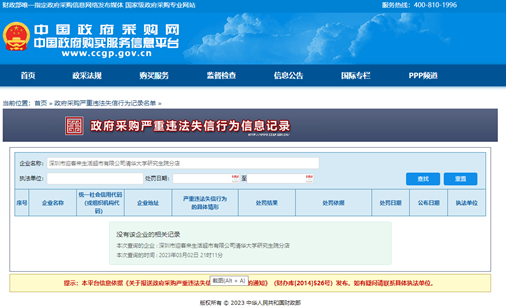 财政部唯一指定政府采购信息网络发布媒体 国家级政府采购专业网站
服务热线：400-810-1996
中国政府采购网
中国政府购买服务信息平台
www.ccgp.gov.cn
首页 政采法规 购买服务 监督检查 信息公告 国际专栏 PPP频道
当前位置：首页 » 政府采购严重违法失信行为记录名单 »
政府采购严重违法失信行为信息记录
企业名称： 深圳市迎客来生活超市有限公司清华大学研究生院分店
执法单位： 处罚日期： 至 查找 重置
序号 企业名称 统一社会信用代码（或组织机构代码） 企业地址 严重违法失信行为的具体情形 处罚结果 处罚依据 处罚日期 公布日期 执法单位
没有该企业的相关记录
本次查询的企业：深圳市迎客来生活超市有限公司清华大学研究生院分店
本次查询的时间：2023年03月02日 21时11分
提示：本平台信息依据《关于报送政府采购严重违法失信 的通知》（财办库[2014]526号）发布。如有疑问请联系具体执法单位。
截图(Alt + A)
版权所有 © 2023 中华人民共和国财政部